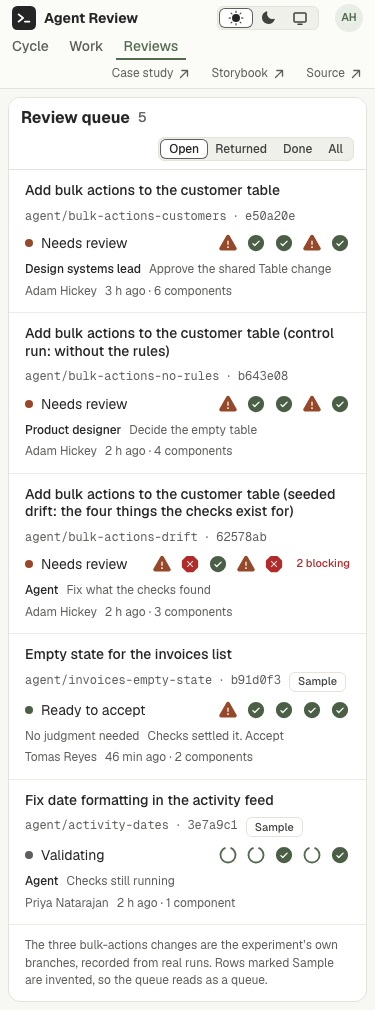 Agent Review
AH
Cycle Work Reviews
Case study ↗ Storybook ↗ Source ↗
Review queue 5
Open Returned Done All
Add bulk actions to the customer table
agent/bulk-actions-customers · e50a20e
Needs review
Design systems lead Approve the shared Table change
Adam Hickey 3 h ago · 6 components
Add bulk actions to the customer table (control
run: without the rules)
agent/bulk-actions-no-rules · b643e08
Needs review
Product designer Decide the empty table
Adam Hickey 2 h ago · 4 components
Add bulk actions to the customer table (seeded
drift: the four things the checks exist for)
agent/bulk-actions-drift · 62578ab
Needs review 2 blocking
Agent Fix what the checks found
Adam Hickey 2 h ago · 3 components
Empty state for the invoices list
agent/invoices-empty-state · b91d0f3 Sample
Ready to accept
No judgment needed Checks settled it. Accept
Tomas Reyes 46 min ago · 2 components
Fix date formatting in the activity feed
agent/activity-dates · 3e7a9c1 Sample
Validating
Agent Checks still running
Priya Natarajan 2 h ago · 1 component
The three bulk-actions changes are the experiment's own
branches, recorded from real runs. Rows marked Sample
are invented, so the queue reads as a queue.